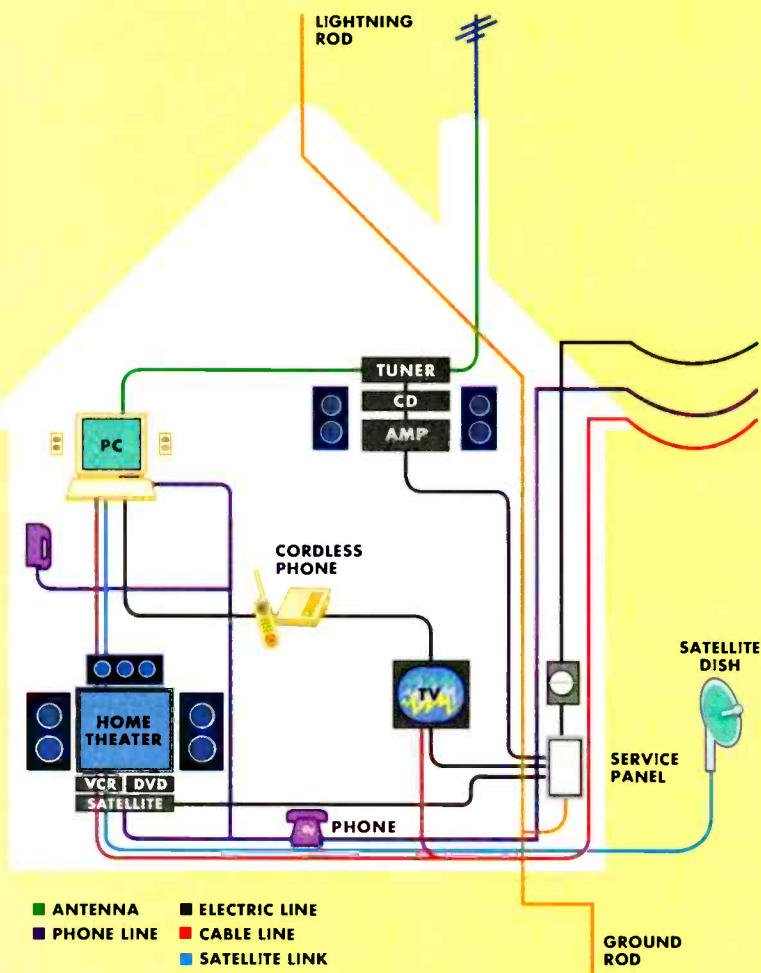 LIGHTNING
ROD
TUNER
CD
AMP
PC
CORDLESS
PHONE
SATELLITE
DISH
TV
HOME
THEATER
SERVICE
PANEL
VCR DVD
SATELLITE
PHONE
ANTENNA
ELECTRIC LINE
PHONE LINE
CABLE LINE
SATELLITE LINK
GROUND
ROD